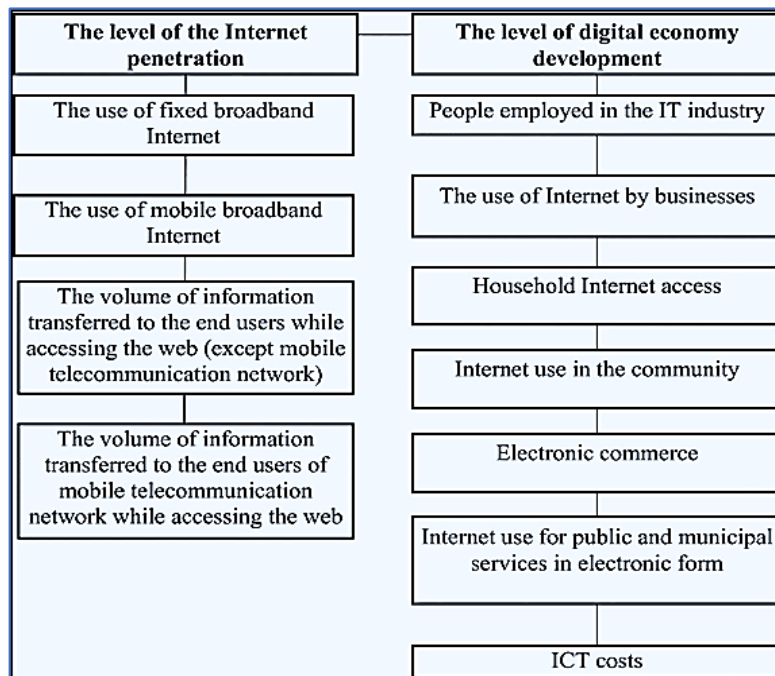 The level of the Internet
penetration
The use of fixed broadband
Internet
The use of mobile broadband
Internet
The volume of information
transferred to the end users while
accessing the web (except mobile
telecommunication network)
The volume of information
transferred to the end users of
mobile telecommunication
network while accessing the web
The level of digital economy
development
People employed in the IT industry
The use of Internet by businesses
Household Internet access
Internet use in the community
Electronic commerce
Internet use for public and municipal
services in electronic form
ICT costs